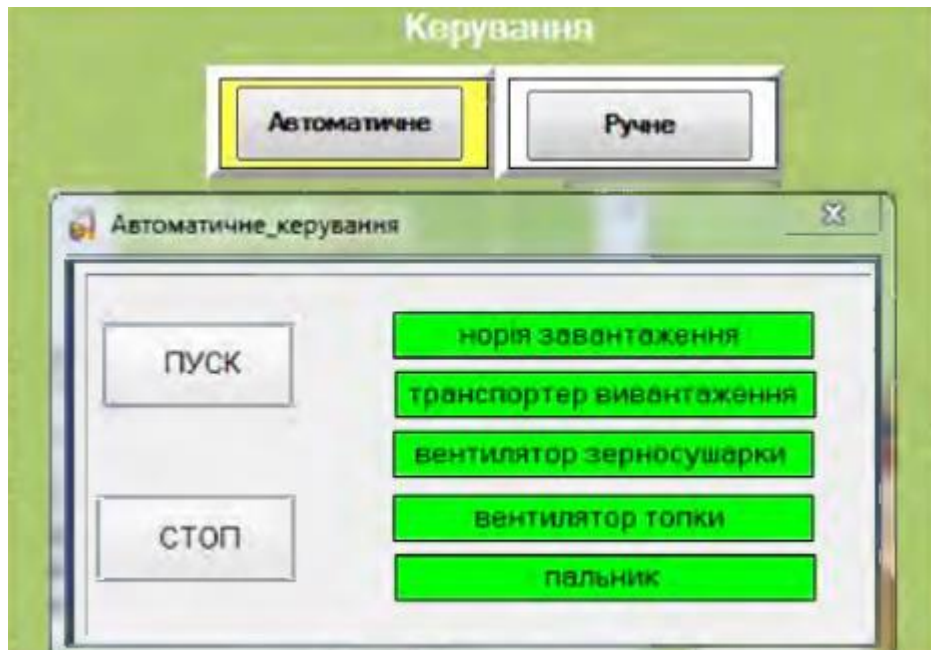 Керування
Автоматичне
Ручне
Автоматичне_керування
ПУСК
СТОП
норія завантаження
транспортер вивантаження
вентилятор зерносушарки
вентилятор топки
пальник